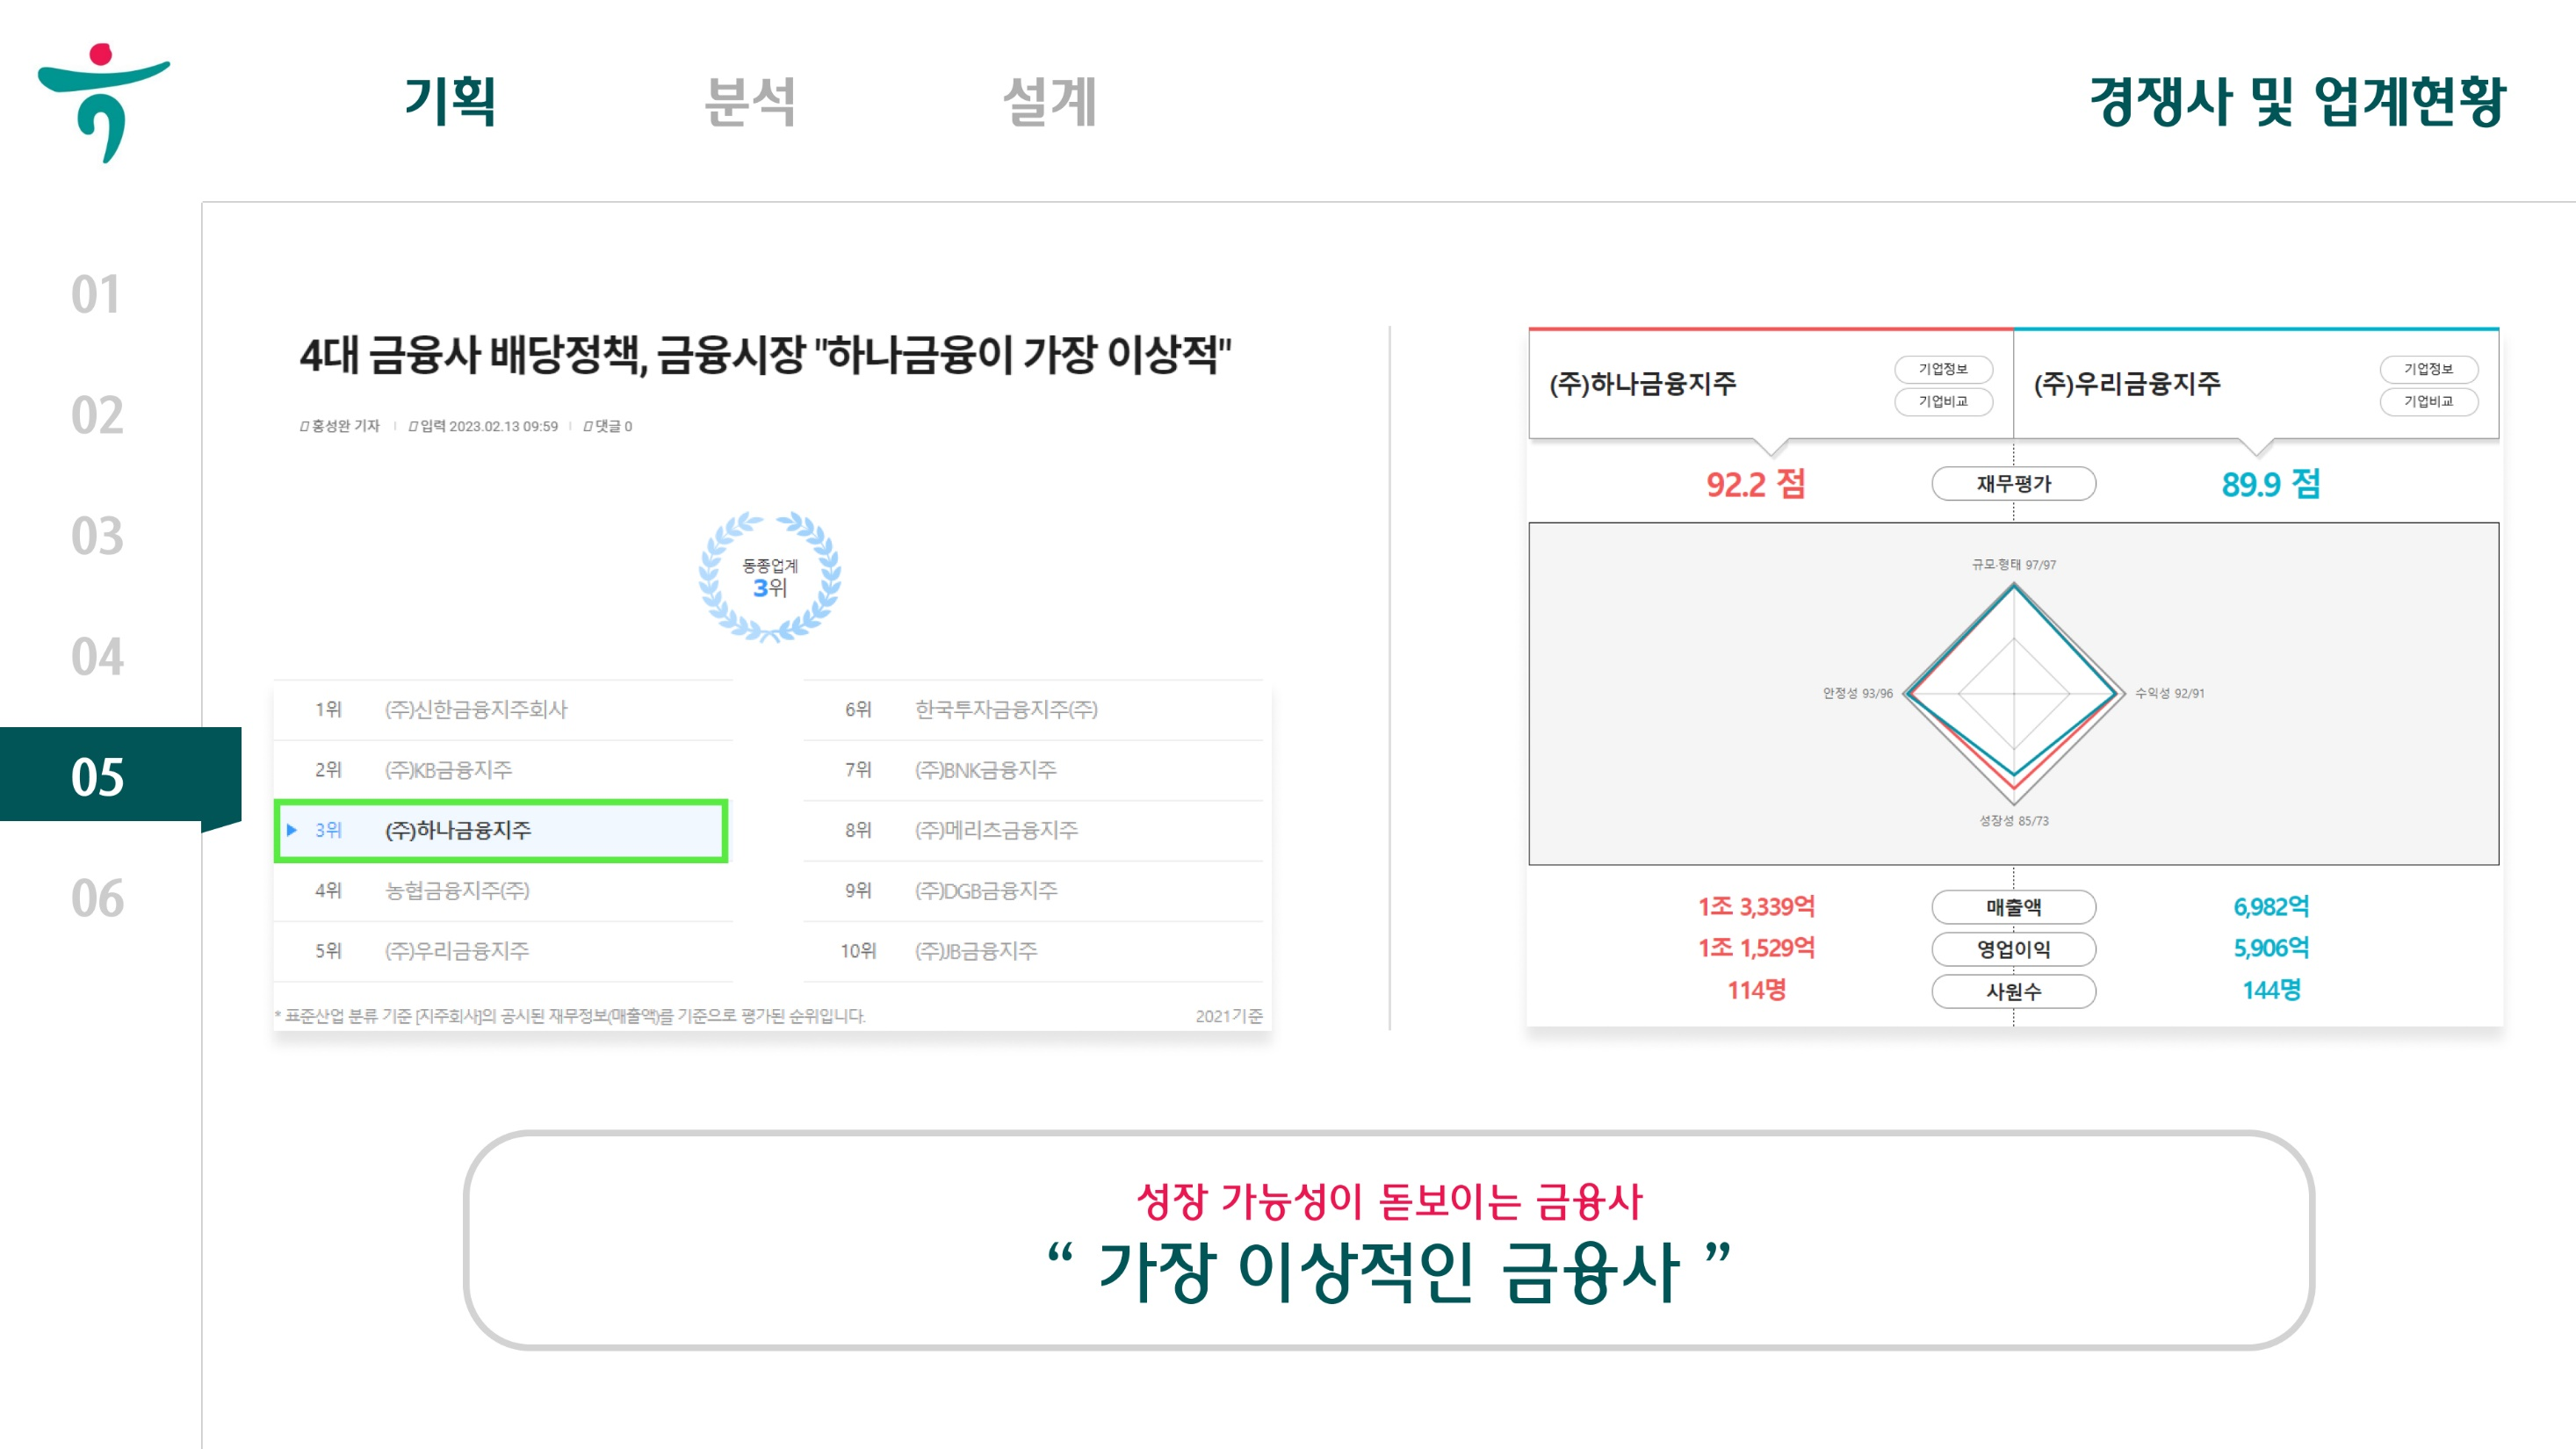 기획 분석 설계 경쟁사 및 업계현황
01
02
03
04
05
06
4대 금융사 배당정책, 금융시장 "하나금융이 가장 이상적"
홍성완 기자 입력 2023.02.13 09:59 댓글 0
동종업계
3위
1위 (주)신한금융지주회사
2위 (주)KB금융지주
3위 (주)하나금융지주
4위 농협금융지주(주)
5위 (주)우리금융지주
6위 한국투자금융지주(주)
7위 (주)BNK금융지주
8위 (주)메리츠금융지주
9위 (주)DGB금융지주
10위 (주)JB금융지주
* 표준산업 분류 기준 [지주회사]의 공시된 재무정보(매출액)를 기준으로 평가된 순위입니다. 2021기준
(주)하나금융지주 기업정보 기업비교
(주)우리금융지주 기업정보 기업비교
92.2 점 재무평가 89.9 점
규모·형태 97/97
안정성 93/96 수익성 92/91
성장성 85/73
1조 3,339억 매출액 6,982억
1조 1,529억 영업이익 5,906억
114명 사원수 144명
성장 가능성이 돋보이는 금융사
“ 가장 이상적인 금융사 ”